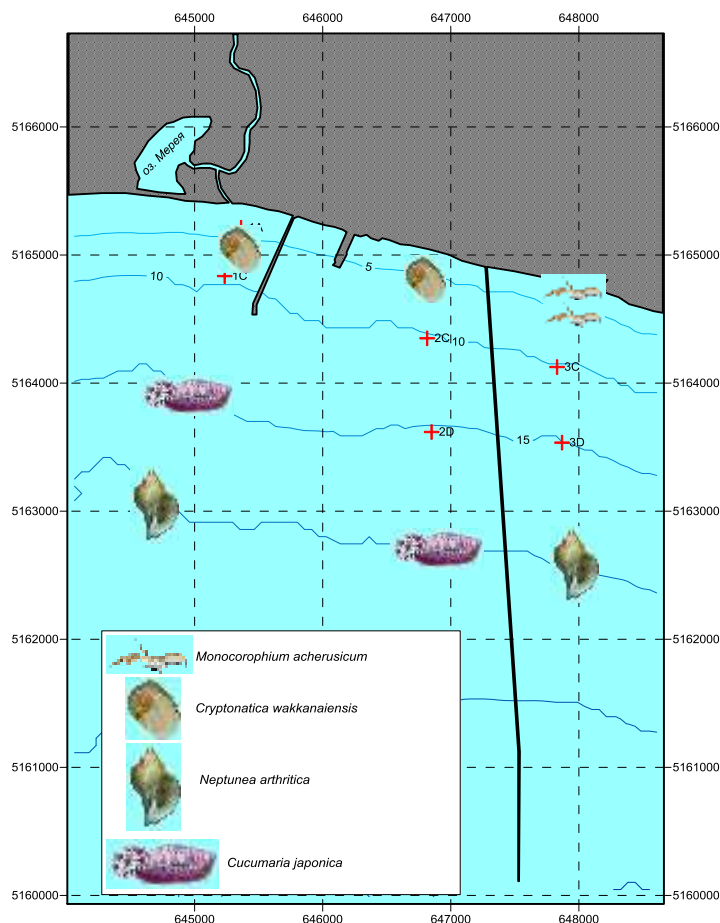 645000 646000 647000 648000
5166000 5166000
оз. Мерея
1A
5165000 5165000
5
10 1C
2C 10
3C
5164000 5164000
2D 15 3D
5163000 5163000
5162000 5162000
Monocorophium acherusicum
Cryptonatica wakkanaiensis
Neptunea arthritica
5161000 5161000
Cucumaria japonica
5160000 5160000
645000 646000 647000 648000